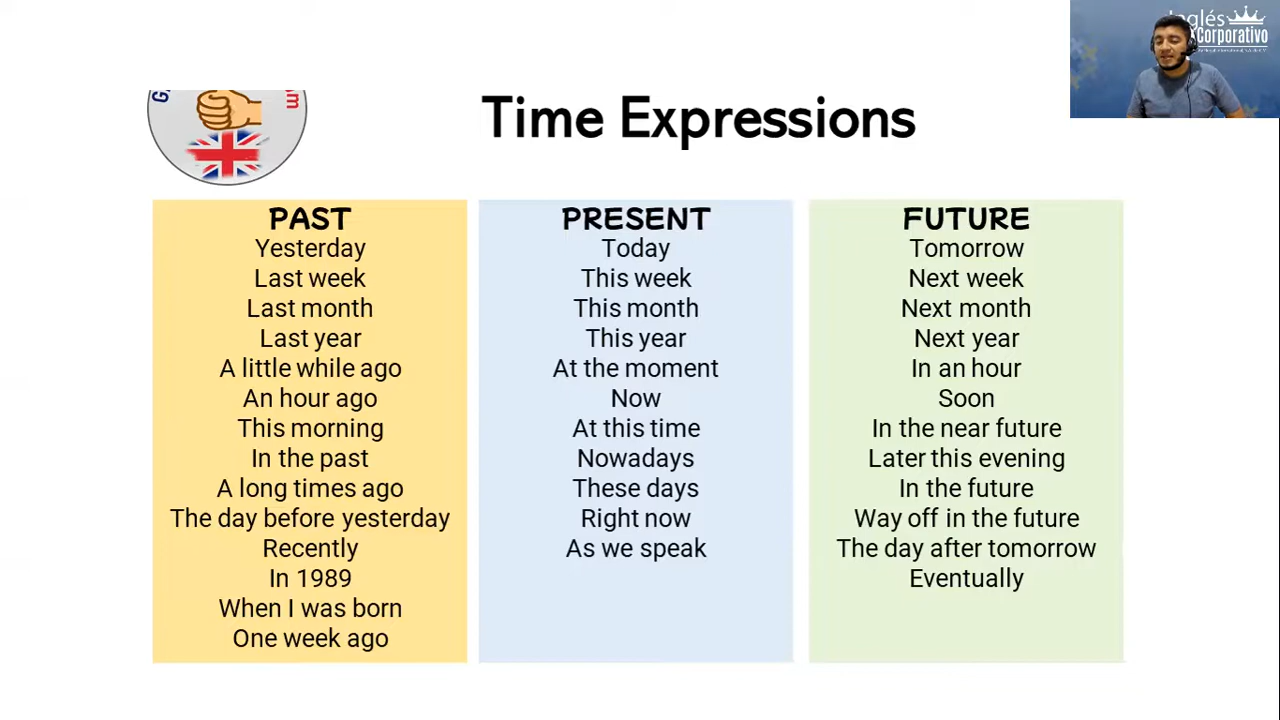 Inglés
Corporativo
Time Expressions
PAST
Yesterday
Last week
Last month
Last year
A little while ago
An hour ago
This morning
In the past
A long times ago
The day before yesterday
Recently
In 1989
When I was born
One week ago
PRESENT
Today
This week
This month
This year
At the moment
Now
At this time
Nowadays
These days
Right now
As we speak
FUTURE
Tomorrow
Next week
Next month
Next year
In an hour
Soon
In the near future
Later this evening
In the future
Way off in the future
The day after tomorrow
Eventually